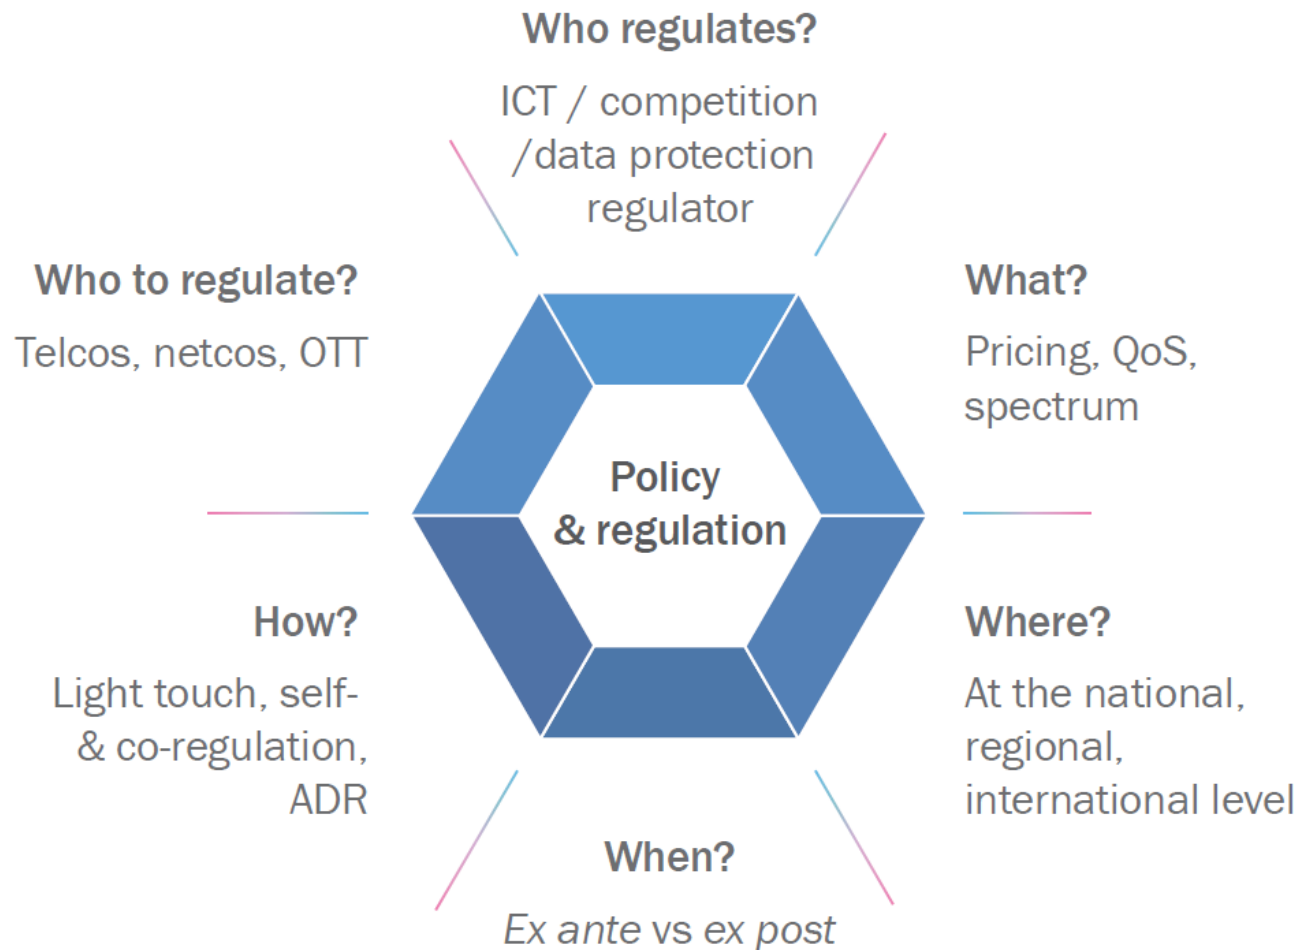 Who regulates?
ICT / competition
/data protection
regulator
Who to regulate?
Telcos, netcos, OTT
What?
Pricing, QoS,
spectrum
Policy
& regulation
How?
Light touch, self-
& co-regulation,
ADR
Where?
At the national,
regional,
international level
When?
Ex ante vs ex post